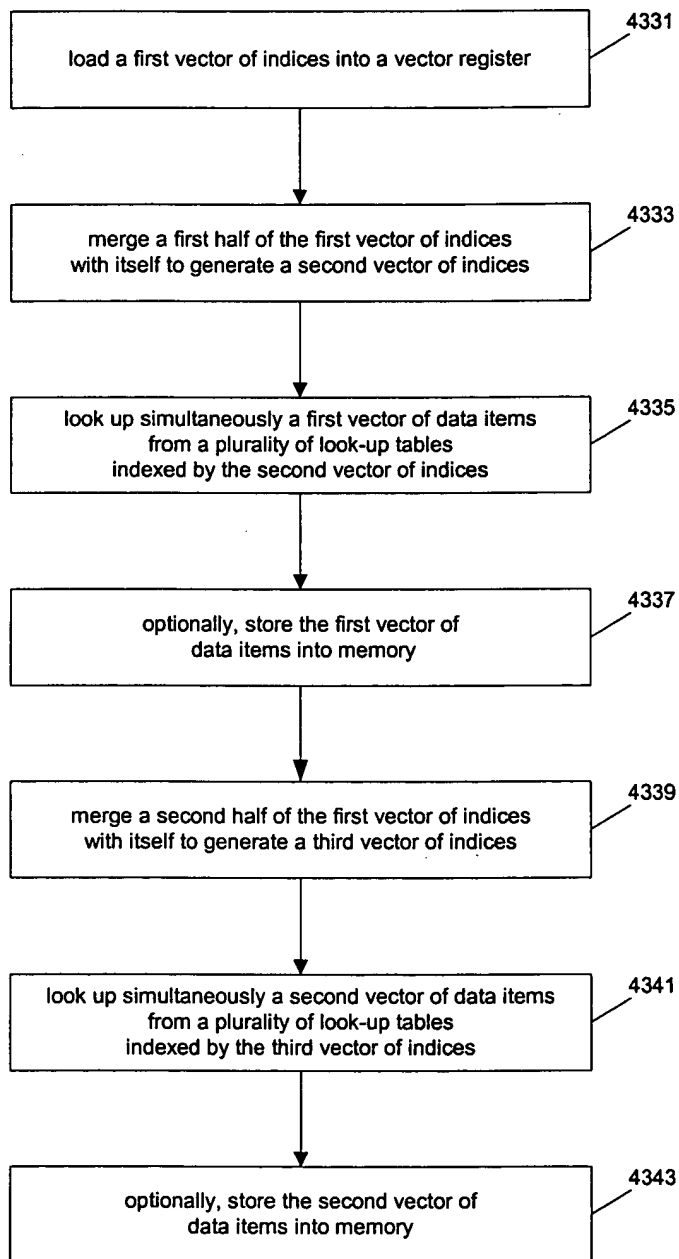 4331
load a first vector of indices into a vector register
4333
merge a first half of the first vector of indices
with itself to generate a second vector of indices
4335
look up simultaneously a first vector of data items
from a plurality of look-up tables
indexed by the second vector of indices
4337
optionally, store the first vector of
data items into memory
4339
merge a second half of the first vector of indices
with itself to generate a third vector of indices
4341
look up simultaneously a second vector of data items
from a plurality of look-up tables
indexed by the third vector of indices
4343
optionally, store the second vector of
data items into memory